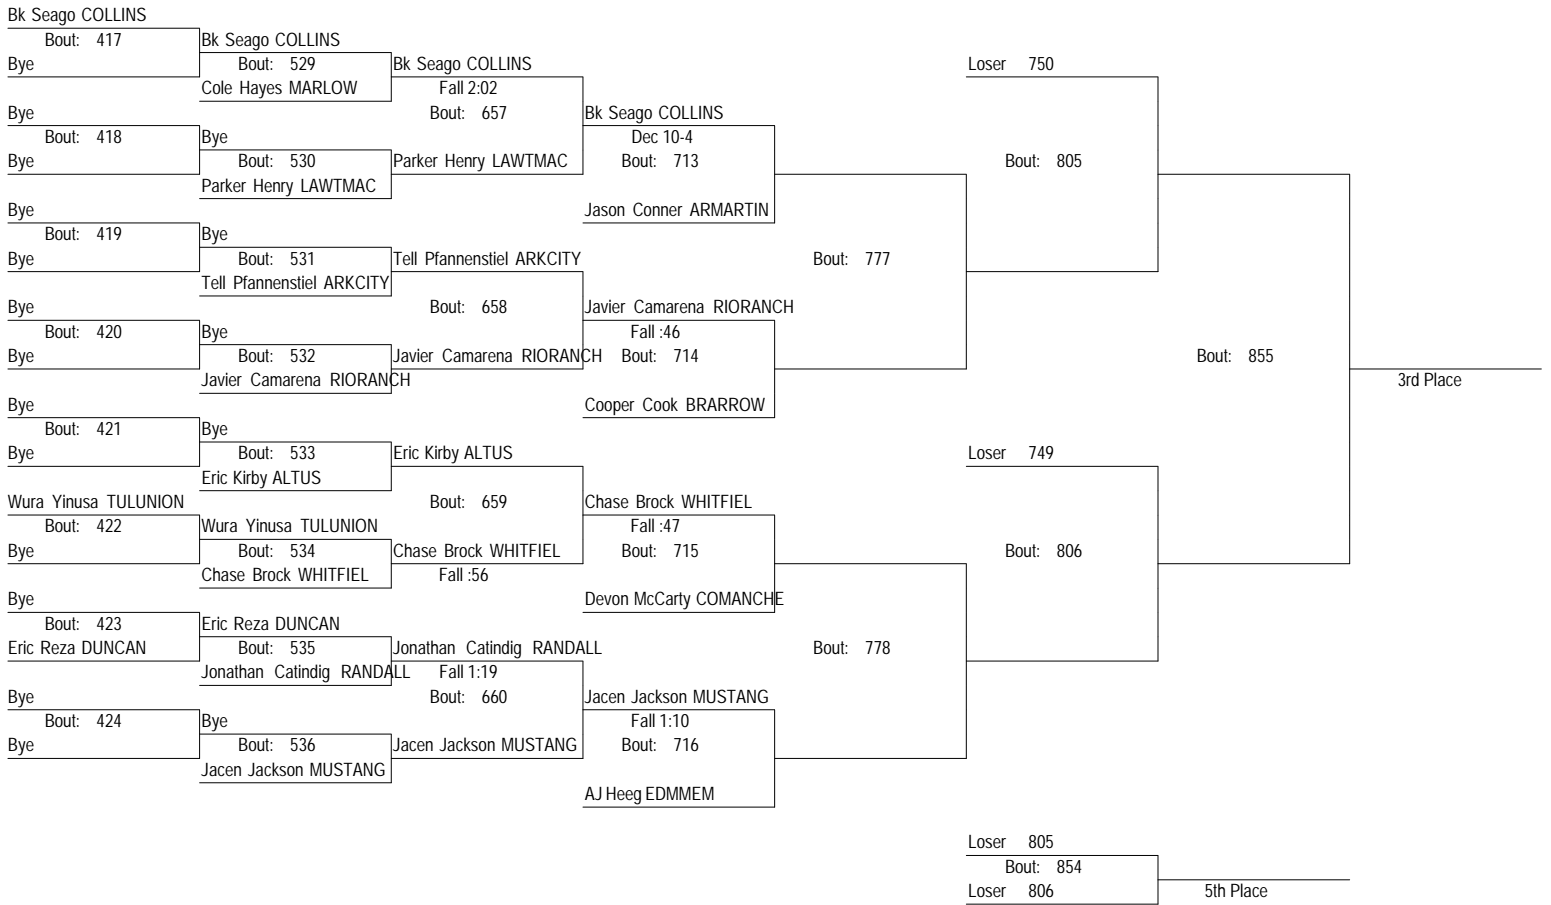 Bk Seago COLLINS
Bout: 417
Bye
Bye
Bout: 418
Bye
Bye
Bout: 419
Bye
Bye
Bout: 420
Bye
Bye
Bout: 421
Bye
Wura Yinusa TULUNION
Bout: 422
Bye
Bye
Bout: 423
Eric Reza DUNCAN
Bye
Bout: 424
Bye
Bk Seago COLLINS
Bout: 529
Cole Hayes MARLOW
Bye
Bout: 530
Parker Henry LAWTMAC
Bye
Bout: 531
Tell Pfannenstiel ARKCITY
Bye
Bout: 532
Javier Camarena RIORANCH
Bye
Bout: 533
Eric Kirby ALTUS
Wura Yinusa TULUNION
Bout: 534
Chase Brock WHITFIEL
Eric Reza DUNCAN
Bout: 535
Jonathan Catindig RANDALL
Bye
Bout: 536
Jacen Jackson MUSTANG
Bk Seago COLLINS
Fall 2:02
Bout: 657
Parker Henry LAWTMAC
Tell Pfannenstiel ARKCITY
Bout: 658
Javier Camarena RIORANCH
Eric Kirby ALTUS
Bout: 659
Chase Brock WHITFIEL
Fall :56
Jonathan Catindig RANDALL
Fall 1:19
Bout: 660
Jacen Jackson MUSTANG
Bk Seago COLLINS
Dec 10-4
Bout: 713
Jason Conner ARMARTIN
Javier Camarena RIORANCH
Fall :46
Bout: 714
Cooper Cook BRARROW
Chase Brock WHITFIEL
Fall :47
Bout: 715
Devon McCarty COMANCHE
Jacen Jackson MUSTANG
Fall 1:10
Bout: 716
AJ Heeg EDMMEM
Bout: 777
Bout: 778
Loser 750
Bout: 805
Loser 749
Bout: 806
Bout: 855
3rd Place
Loser 805
Bout: 854
Loser 806
5th Place